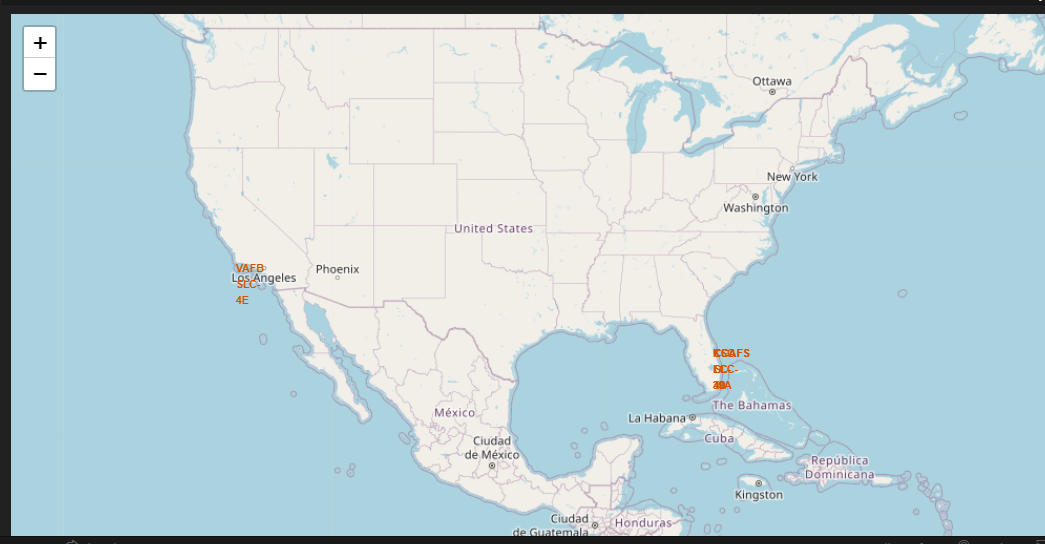 +
−
Ottawa
New York
Washington
United States
VAFB
SLC-
4E
Los Angeles
Phoenix
México
Ciudad
de México
La Habana
The Bahamas
Cuba
República
Dominicana
Kingston
Ciudad
de Guatemala
Honduras